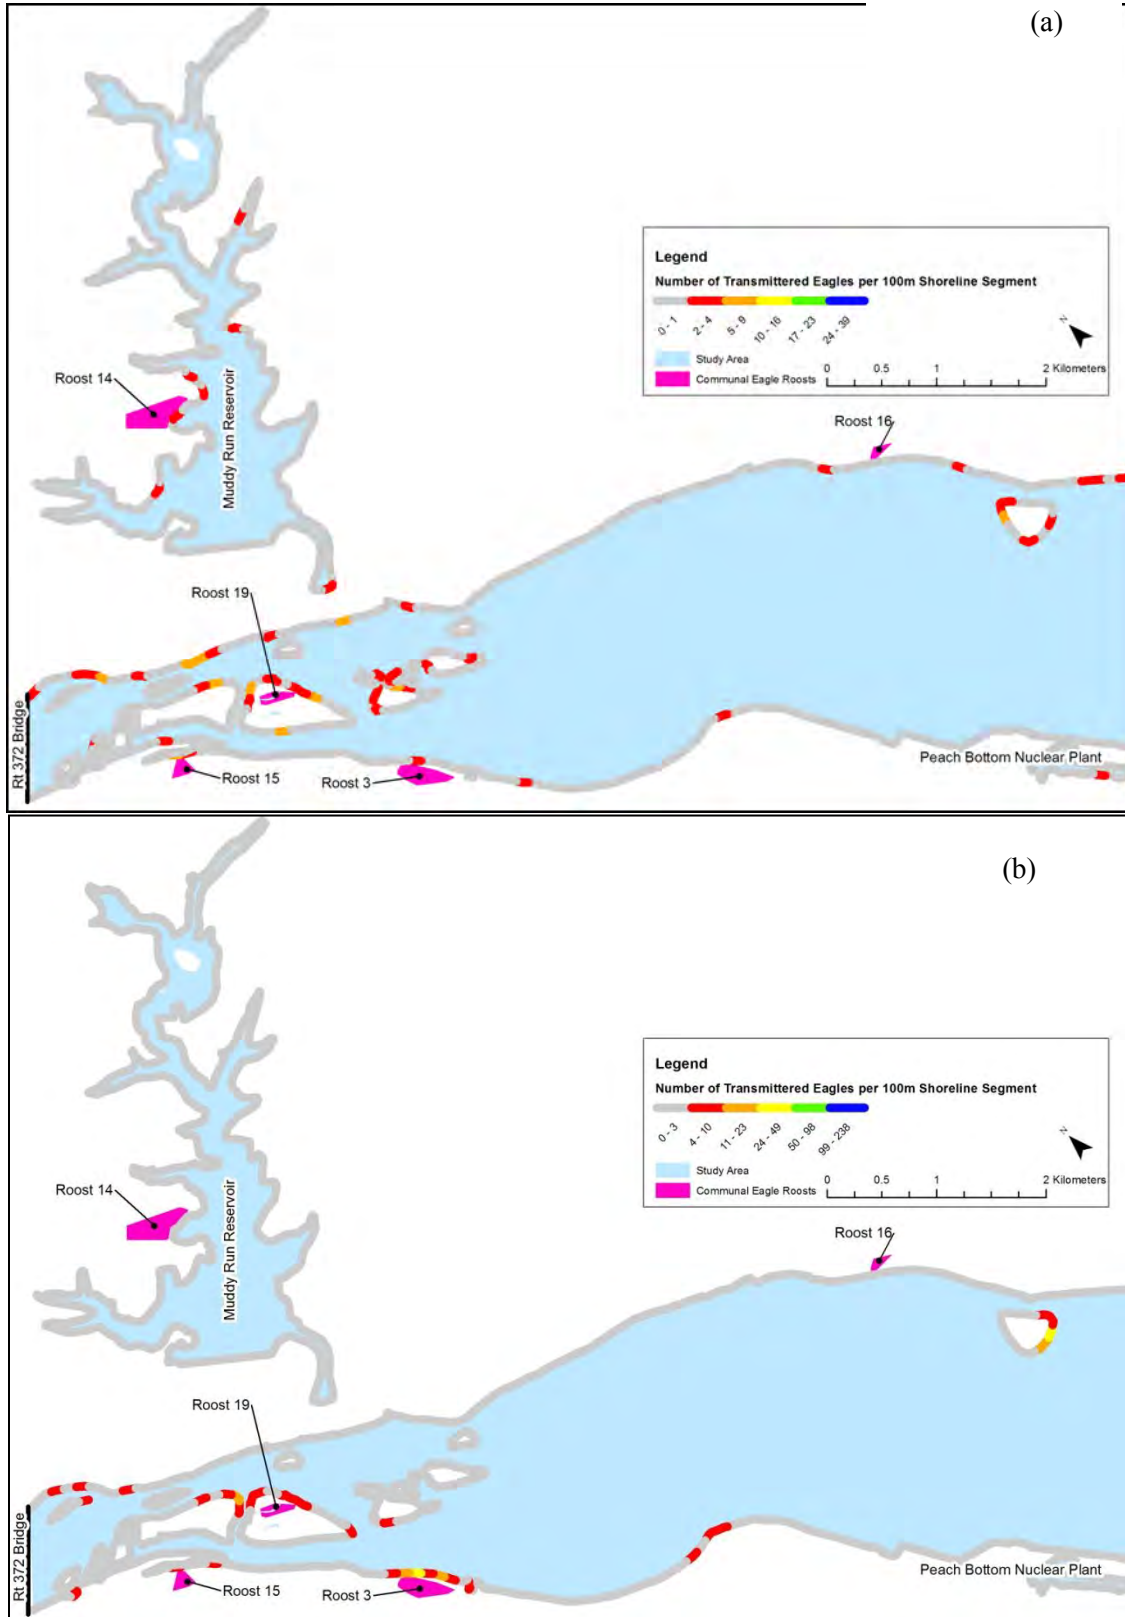 (a)
Legend
Number of Transmittered Eagles per 100m Shoreline Segment
0 - 1
2 - 4
5 - 9
10 - 16
17 - 23
24 - 39
N
Study Area
Communal Eagle Roosts
0 0.5 1 2 Kilometers
Roost 14
Muddy Run Reservoir
Roost 16
Roost 19
Rt 372 Bridge
Roost 15
Roost 3
Peach Bottom Nuclear Plant
(b)
Legend
Number of Transmittered Eagles per 100m Shoreline Segment
0 - 3
4 - 10
11 - 23
24 - 49
50 - 98
99 - 238
N
Study Area
Communal Eagle Roosts
0 0.5 1 2 Kilometers
Roost 14
Muddy Run Reservoir
Roost 16
Roost 19
Rt 372 Bridge
Roost 15
Roost 3
Peach Bottom Nuclear Plant